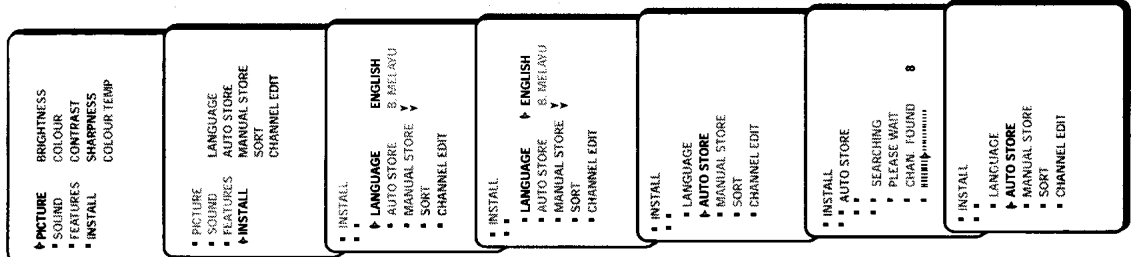 PICTURE BRIGHTNESS
SOUND COLOUR
FEATURES CONTRAST
INSTALL SHARPNESS
COLOUR TEMP
PICTURE
SOUND LANGUAGE
FEATURES AUTO STORE
INSTALL MANUAL STORE
SORT
CHANNEL EDIT
INSTALL
LANGUAGE ENGLISH
AUTO STORE B. MELAYU
MANUAL STORE
SORT
CHANNEL EDIT
INSTALL
LANGUAGE ENGLISH
AUTO STORE B. MELAYU
MANUAL STORE
SORT
CHANNEL EDIT
INSTALL
LANGUAGE
AUTO STORE
MANUAL STORE
SORT
CHANNEL EDIT
INSTALL
AUTO STORE
SEARCHING
PLEASE WAIT
CHAN. FOUND 8
INSTALL
LANGUAGE
AUTO STORE
MANUAL STORE
SORT
CHANNEL EDIT